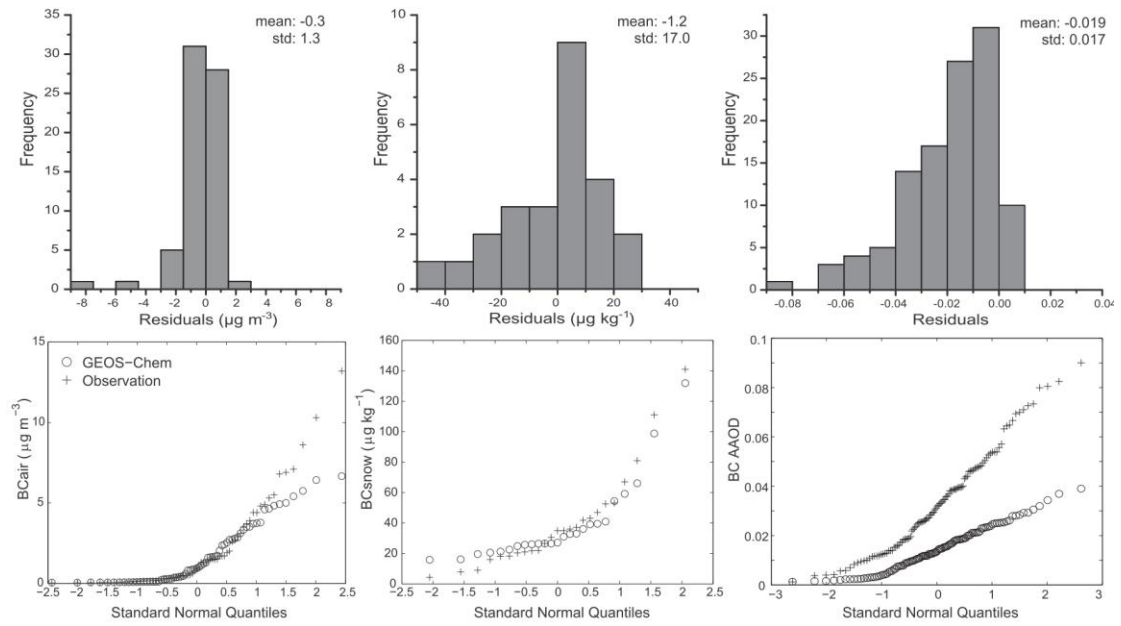 mean: -0.3
std: 1.3
35
30
25
20
15
10
5
0
Frequency
-8 -6 -4 -2 0 2 4 6 8
Residuals (μg m⁻³)
mean: -1.2
std: 17.0
10
8
6
4
2
0
Frequency
-40 -20 0 20 40
Residuals (μg kg⁻¹)
mean: -0.019
std: 0.017
30
25
20
15
10
5
0
Frequency
-0.08 -0.06 -0.04 -0.02 0.00 0.02 0.04
Residuals
15
10
5
0
BCair (μg m⁻³)
GEOS-Chem
Observation
-2.5 -2 -1.5 -1 -0.5 0 0.5 1 1.5 2 2.5
Standard Normal Quantiles
160
140
120
100
80
60
40
20
0
BCsnow (μg kg⁻¹)
-2.5 -2 -1.5 -1 -0.5 0 0.5 1 1.5 2 2.5
Standard Normal Quantiles
0.1
0.08
0.06
0.04
0.02
0
BC AAOD
-3 -2 -1 0 1 2 3
Standard Normal Quantiles